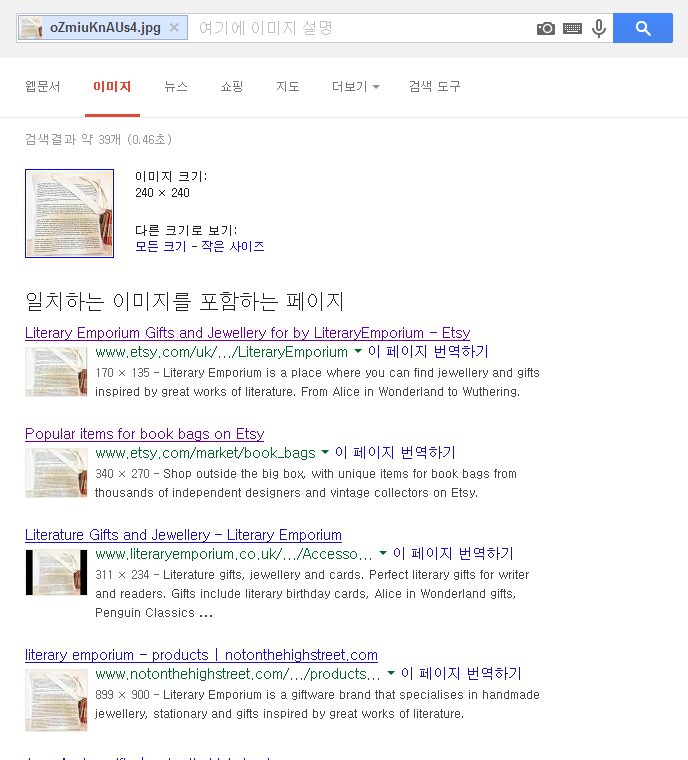 oZmiuKnAUs4.jpg × 여기에 이미지 설명
웹문서 이미지 뉴스 쇼핑 지도 더보기 검색 도구
검색결과 약 39개 (0.46초)
이미지 크기:
240 × 240
다른 크기로 보기:
모든 크기 - 작은 사이즈
일치하는 이미지를 포함하는 페이지
Literary Emporium Gifts and Jewellery for by LiteraryEmporium - Etsy
www.etsy.com/uk/.../LiteraryEmporium 이 페이지 번역하기
170 × 135 - Literary Emporium is a place where you can find jewellery and gifts
inspired by great works of literature. From Alice in Wonderland to Wuthering.
Popular items for book bags on Etsy
www.etsy.com/market/book_bags 이 페이지 번역하기
340 × 270 - Shop outside the big box, with unique items for book bags from
thousands of independent designers and vintage collectors on Etsy.
Literature Gifts and Jewellery - Literary Emporium
www.literaryemporium.co.uk/.../Accesso... 이 페이지 번역하기
311 × 234 - Literature gifts, jewellery and cards. Perfect literary gifts for writer
and readers. Gifts include literary birthday cards, Alice in Wonderland gifts,
Penguin Classics ...
literary emporium - products | notonthehighstreet.com
www.notonthehighstreet.com/.../products... 이 페이지 번역하기
899 × 900 - Literary Emporium is a giftware brand that specialises in handmade
jewellery, stationary and gifts inspired by great works of literature.